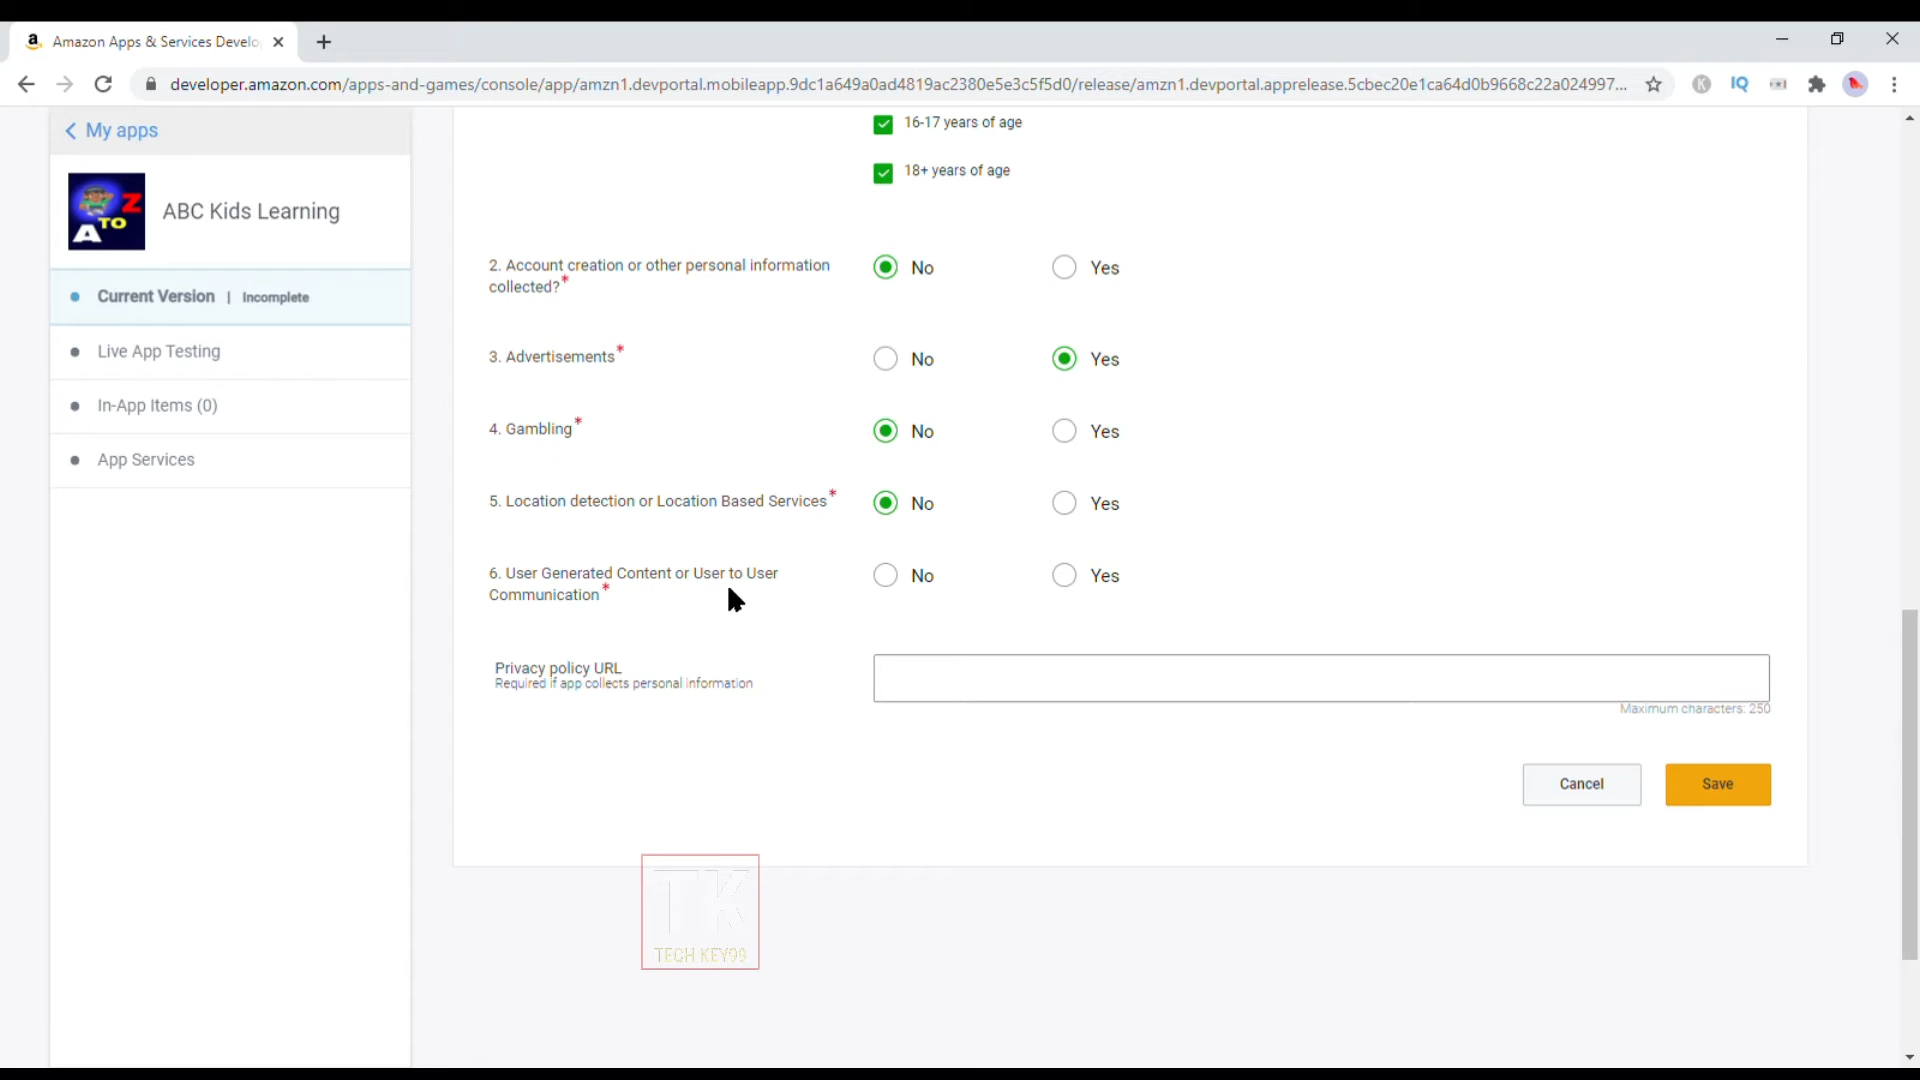 Amazon Apps & Services Develo
developer.amazon.com/apps-and-games/console/app/amzn1.devportal.mobileapp.9dc1a649a0ad4819ac2380e5e3c5f5d0/release/amzn1.devportal.apprelease.5cbec20e1ca64d0b9668c22a024997...
K
IQ
My apps
A TO Z
ABC Kids Learning
Current Version | Incomplete
Live App Testing
In-App Items (0)
App Services
16-17 years of age
18+ years of age
2. Account creation or other personal information
collected?*
No Yes
3. Advertisements* No Yes
4. Gambling* No Yes
5. Location detection or Location Based Services* No Yes
6. User Generated Content or User to User
Communication*
No Yes
Privacy policy URL
Required if app collects personal information
Maximum characters: 250
Cancel Save
TK
TECH KEY99